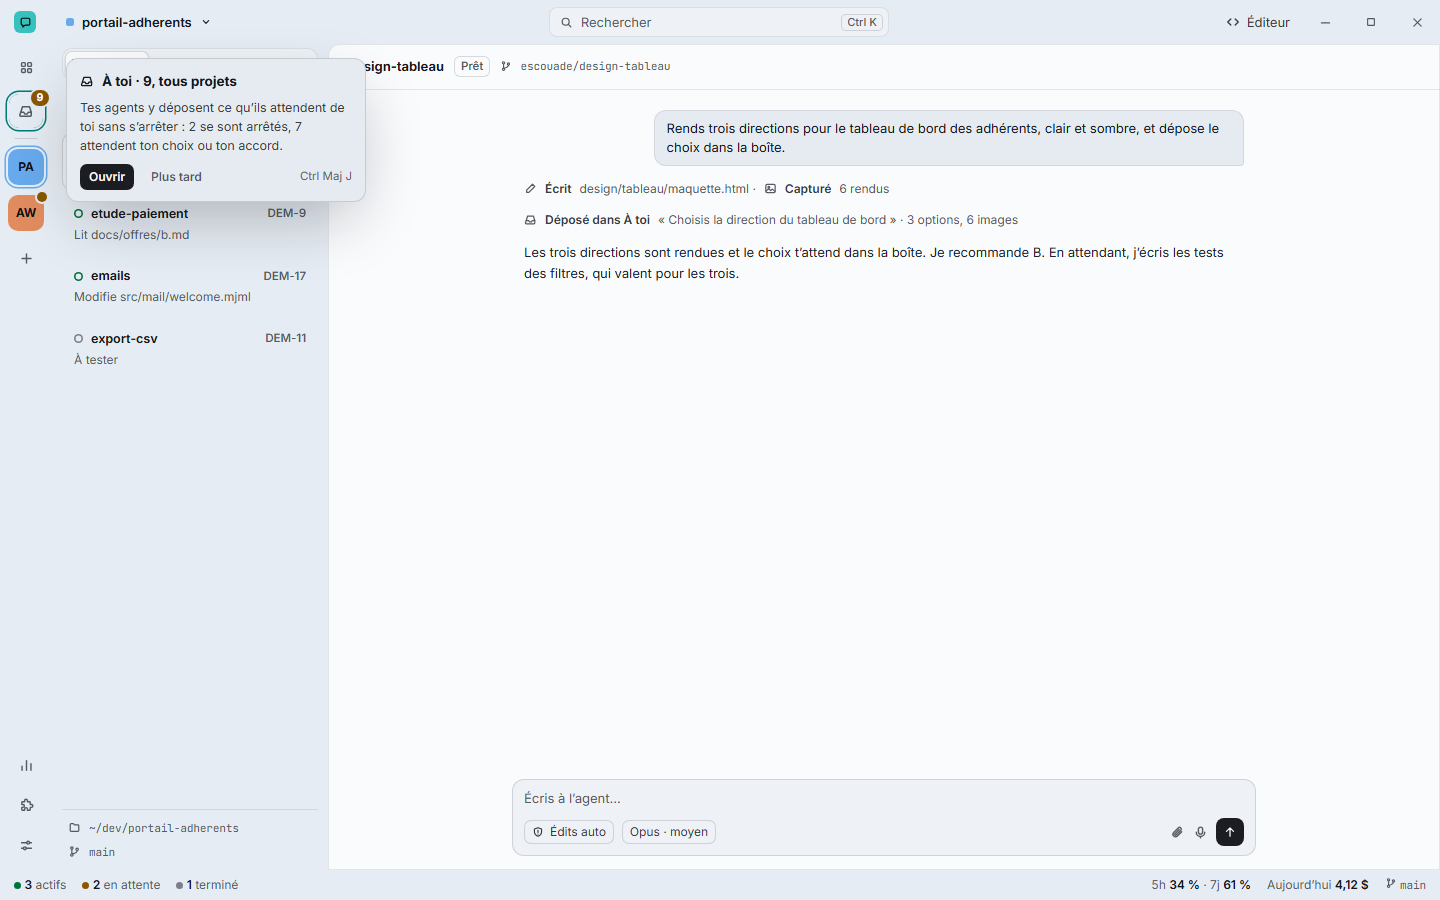 portail-adherents
Rechercher
Ctrl K
Éditeur
9
PA
AW
À toi · 9, tous projets
Tes agents y déposent ce qu’ils attendent de
toi sans s’arrêter : 2 se sont arrêtés, 7
attendent ton choix ou ton accord.
Ouvrir
Plus tard
Ctrl Maj J
etude-paiement
DEM-9
Lit docs/offres/b.md
emails
DEM-17
Modifie src/mail/welcome.mjml
export-csv
DEM-11
À tester
~/dev/portail-adherents
main
sign-tableau
Prêt
escouade/design-tableau
Rends trois directions pour le tableau de bord des adhérents, clair et sombre, et dépose le
choix dans la boîte.
Écrit design/tableau/maquette.html · Capturé 6 rendus
Déposé dans À toi « Choisis la direction du tableau de bord » · 3 options, 6 images
Les trois directions sont rendues et le choix t’attend dans la boîte. Je recommande B. En attendant, j’écris les tests
des filtres, qui valent pour les trois.
Écris à l’agent…
Édits auto
Opus · moyen
3 actifs
2 en attente
1 terminé
5h 34 % · 7j 61 %
Aujourd’hui 4,12 $
main